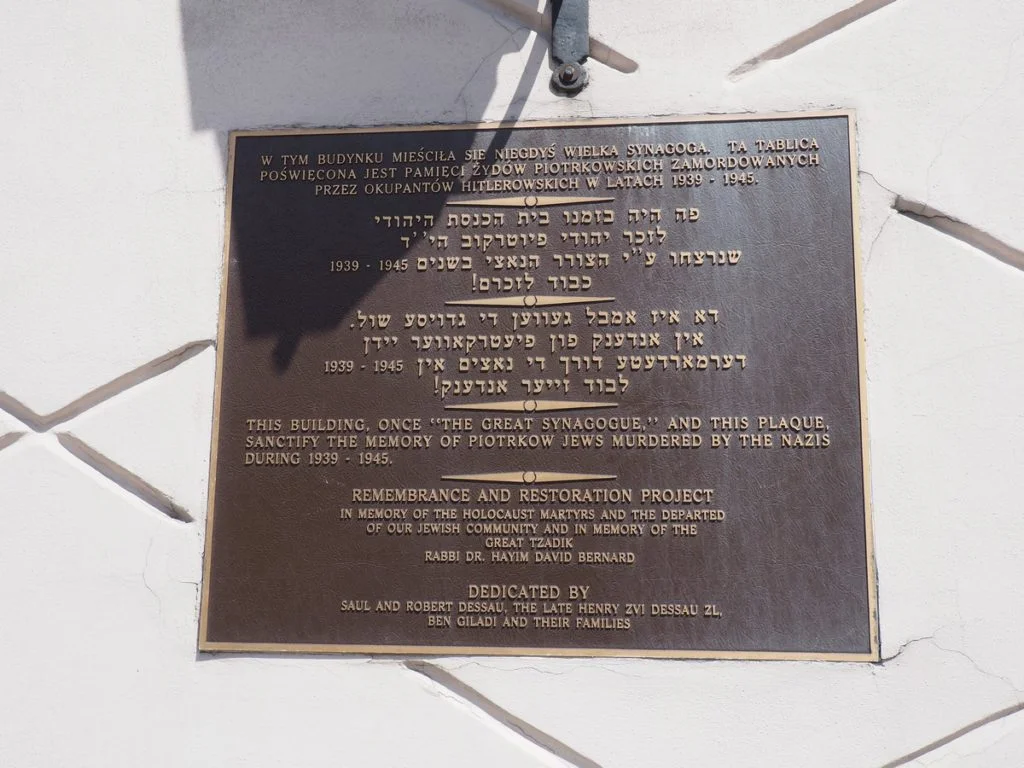 W TYM BUDYNKU MIEŚCIŁA SIĘ NIEGDYŚ WIELKA SYNAGOGA. TA TABLICA
POŚWIĘCONA JEST PAMIĘCI ŻYDÓW PIOTRKOWSKICH ZAMORDOWANYCH
PRZEZ OKUPANTÓW HITLEROWSKICH W LATACH 1939 - 1945.
פה היה בזמנו בית הכנסת היהודי
לזכר יהודי פיוטרקוב הי''ד
שנרצחו ע''י הצורר הנאצי בשנים 1945 - 1939
כבוד לזכרם!
דא איז אמבל געווען די גרויסע שול.
אין אנדענק פון פיעטרקאווער יידן
דערמארדעטע דורך די נאצים אין 1945 - 1939
לבוד זייער אנדענק!
THIS BUILDING, ONCE "THE GREAT SYNAGOGUE," AND THIS PLAQUE,
SANCTIFY THE MEMORY OF PIOTRKOW JEWS MURDERED BY THE NAZIS
DURING 1939 - 1945.
REMEMBRANCE AND RESTORATION PROJECT
IN MEMORY OF THE HOLOCAUST MARTYRS AND THE DEPARTED
OF OUR JEWISH COMMUNITY AND IN MEMORY OF THE
GREAT TZADIK
RABBI DR. HAYIM DAVID BERNARD
DEDICATED BY
SAUL AND ROBERT DESSAU, THE LATE HENRY ZVI DESSAU ZL,
BEN GILADI AND THEIR FAMILIES